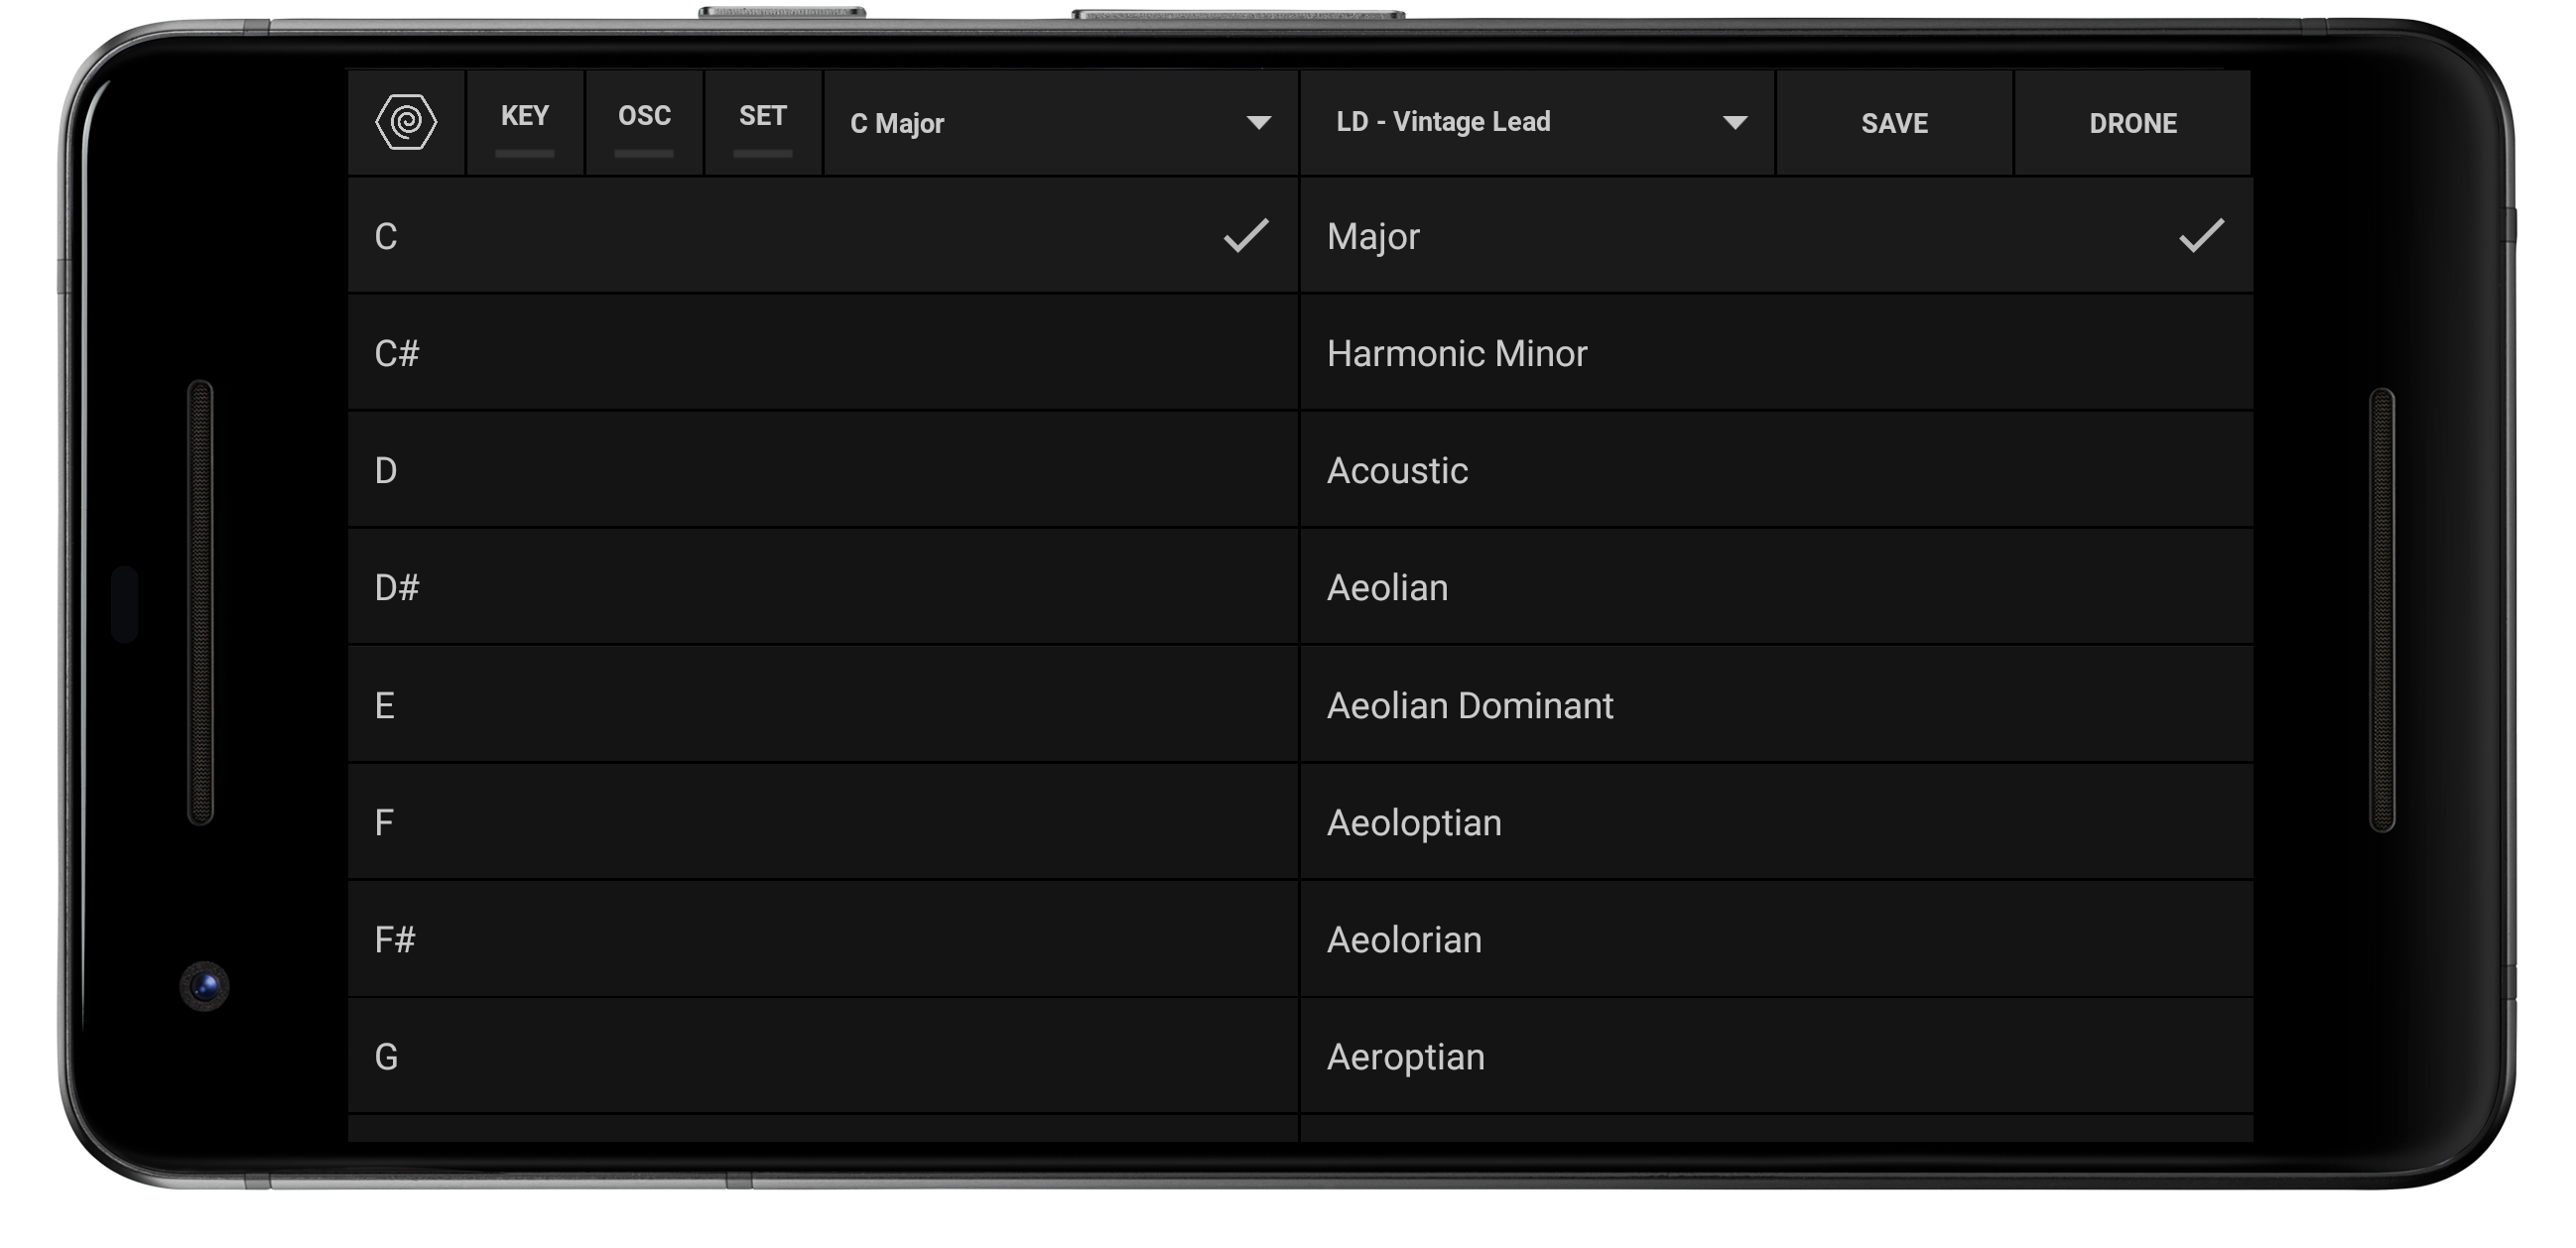 KEY OSC SET C Major LD - Vintage Lead SAVE DRONE
C Major
C# Harmonic Minor
D Acoustic
D# Aeolian
E Aeolian Dominant
F Aeoloptian
F# Aeolorian
G Aeroptian